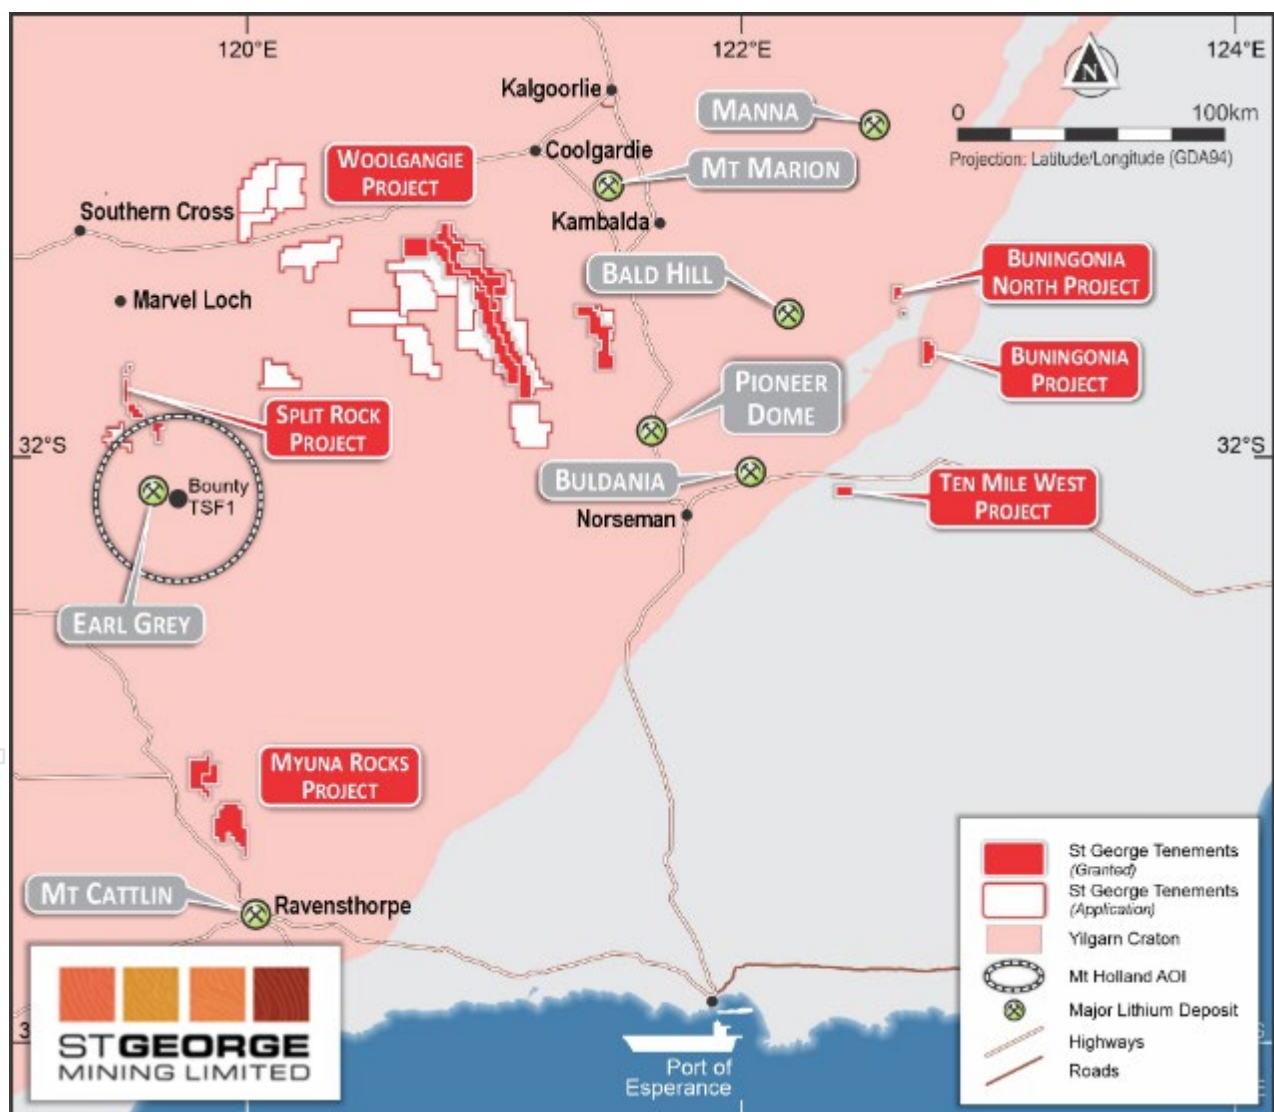 120°E
122°E
124°E
Kalgoorlie
MANNA
N
0
100km
Projection: Latitude/Longitude (GDA94)
Coolgardie
WOOLGANGIE
PROJECT
MT MARION
Southern Cross
Kambalda
BALD HILL
BUNINGONIA
NORTH PROJECT
Marvel Loch
PIONEER
DOME
BUNINGONIA
PROJECT
SPLIT ROCK
PROJECT
32°S
32°S
BULDANIA
TEN MILE WEST
PROJECT
Bounty
TSF1
Norseman
EARL GREY
MYUNA ROCKS
PROJECT
MT CATTLIN
Ravensthorpe
ST GEORGE
MINING LIMITED
Port of
Esperance
St George Tenements
(Granted)
St George Tenements
(Application)
Yilgarn Craton
Mt Holland AOI
Major Lithium Deposit
Highways
Roads